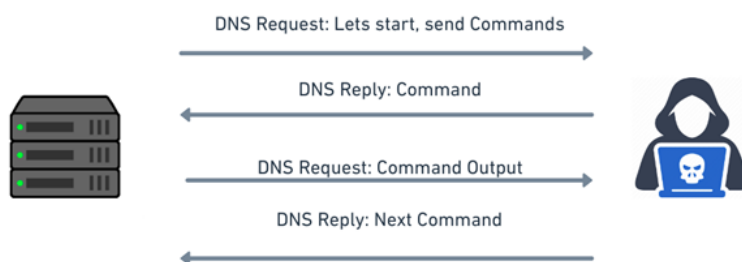 DNS Request: Lets start, send Commands
DNS Reply: Command
DNS Request: Command Output
DNS Reply: Next Command